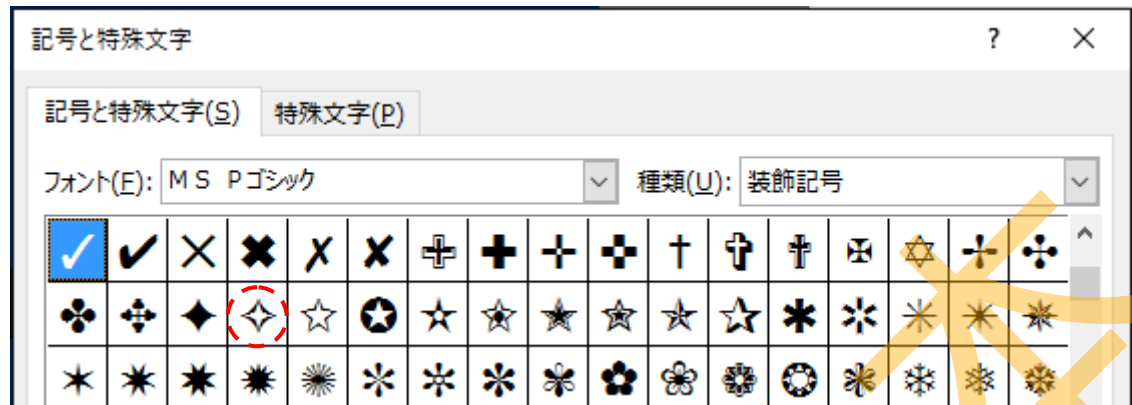 記号と特殊文字 ? ×
記号と特殊文字(S) 特殊文字(P)
フォント(F): ＭＳ Ｐゴシック 種類(U): 装飾記号
✓ ✔ ✕ ✖ ✗ ✘ ✙ ✚ ✛ ✜ ✝ ✞ ✟ ✠ ✡ ✢ ✣
✤ ✥ ✦ ✧ ✩ ✪ ✫ ✬ ✭ ✮ ✯ ✰ ✱ ✲ ✳ ✴ ✵
✶ ✷ ✸ ✹ ✺ ✻ ✼ ✽ ✾ ✿ ❀ ❁ ❂ ❃ ❄ ❅ ❆